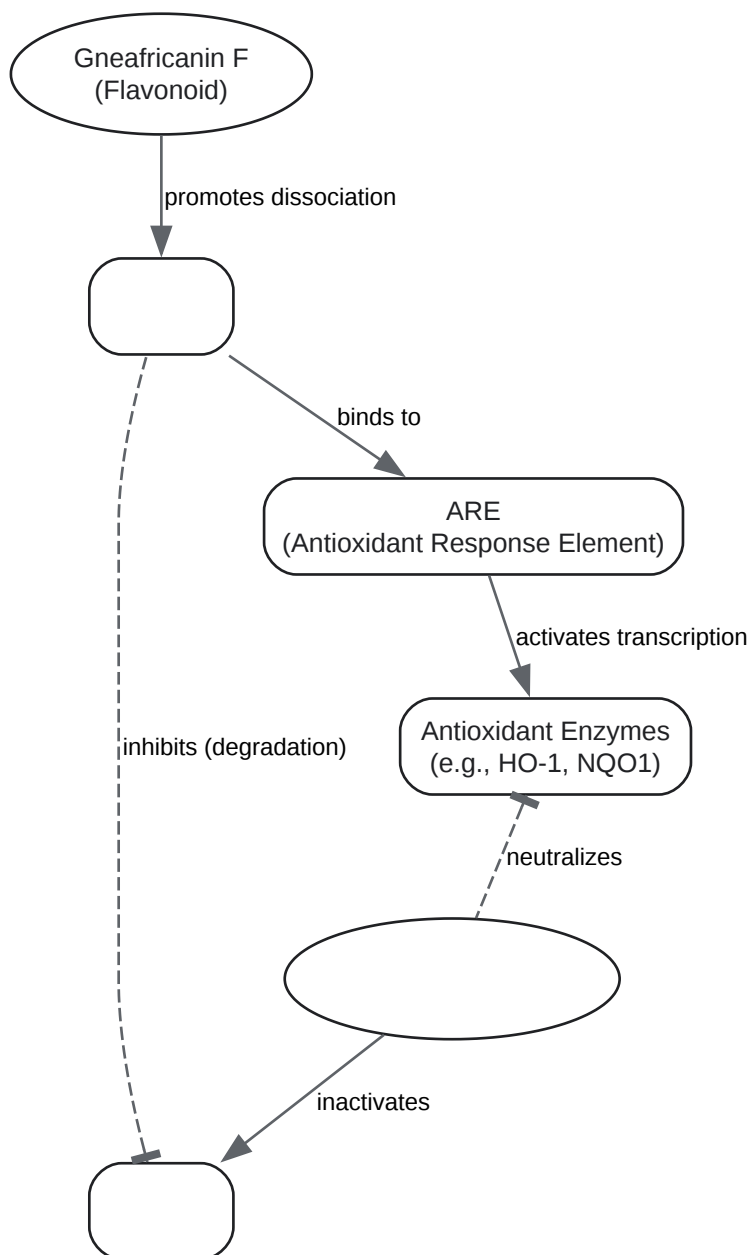 Gneafricanin F
(Flavonoid)
promotes dissociation
binds to
ARE
(Antioxidant Response Element)
activates transcription
Antioxidant Enzymes
(e.g., HO-1, NQO1)
inhibits (degradation)
neutralizes
inactivates